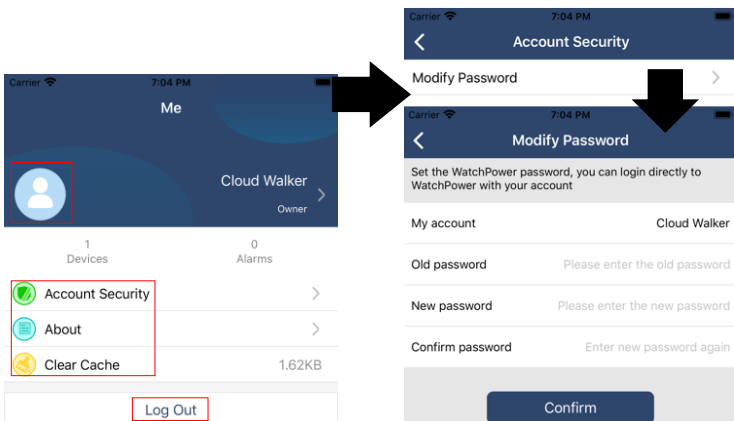 Carrier 7:04 PM
Me
Cloud Walker
Owner
1
Devices
0
Alarms
Account Security
About
Clear Cache 1.62KB
Log Out
Carrier 7:04 PM
Account Security
Modify Password
Carrier 7:04 PM
Modify Password
Set the WatchPower password, you can login directly to
WatchPower with your account
My account Cloud Walker
Old password Please enter the old password
New password Please enter the new password
Confirm password Enter new password again
Confirm